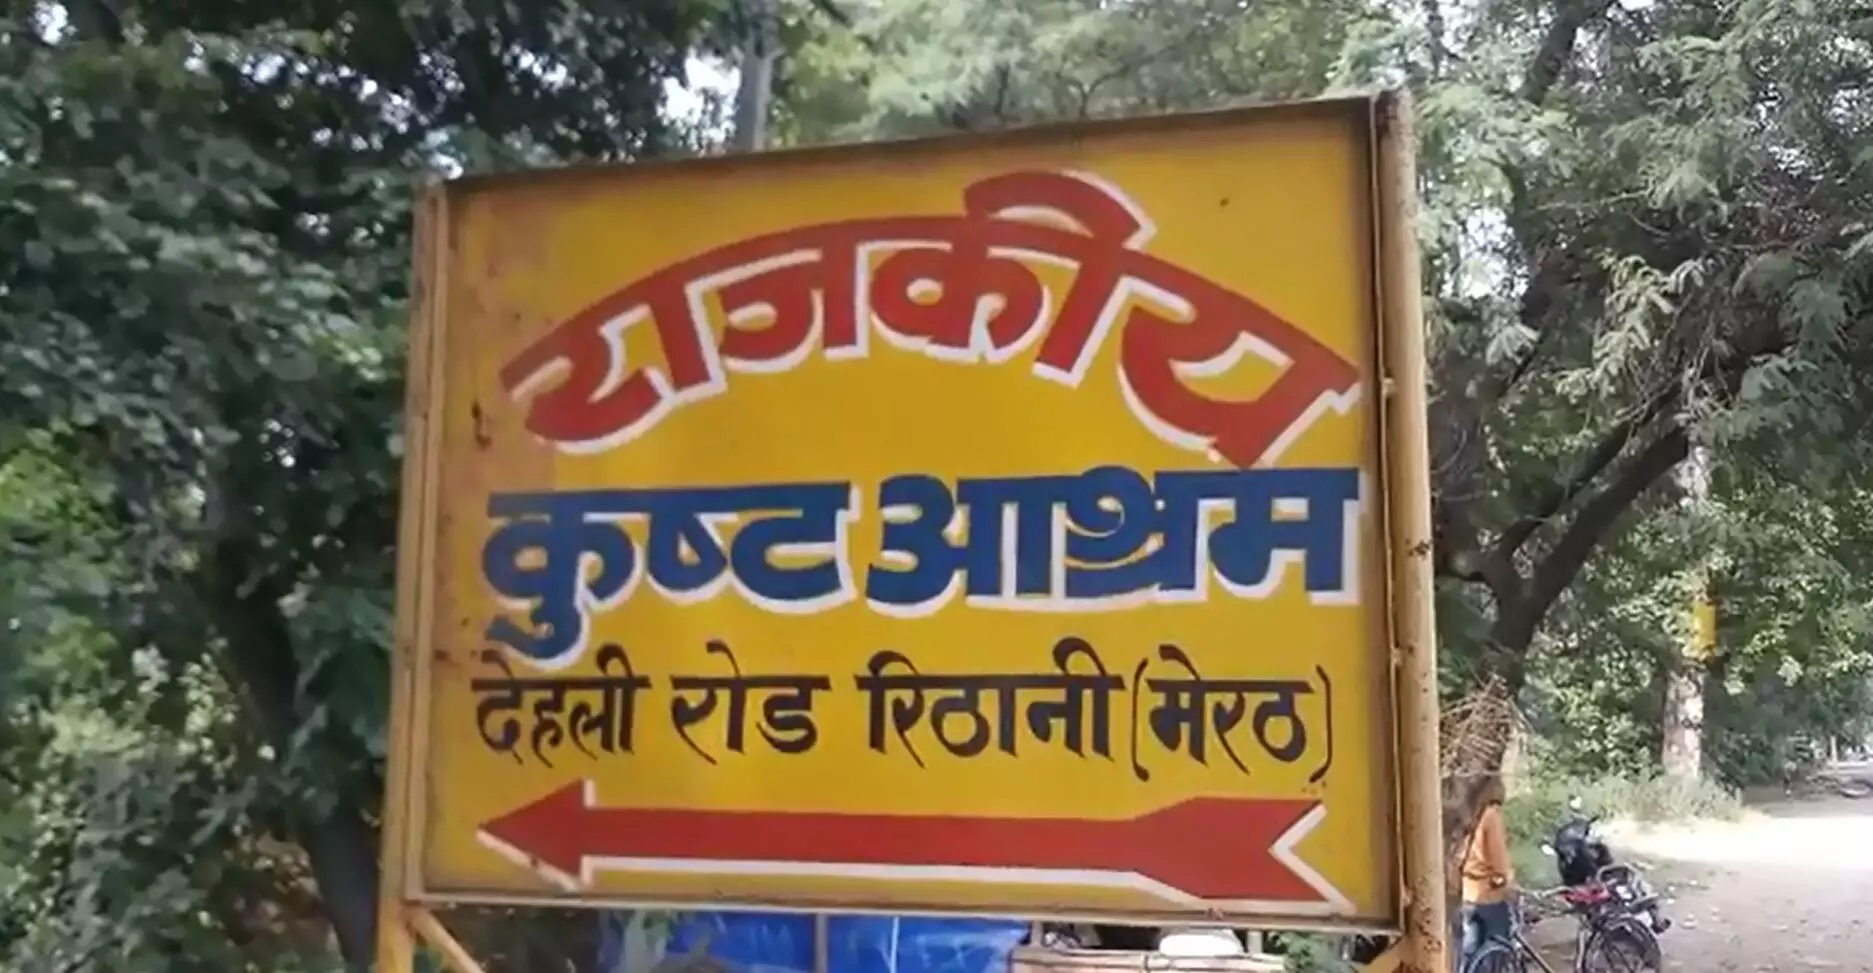 राजकीय
कुष्ट आश्रम
देहली रोड रिठानी (मेरठ)